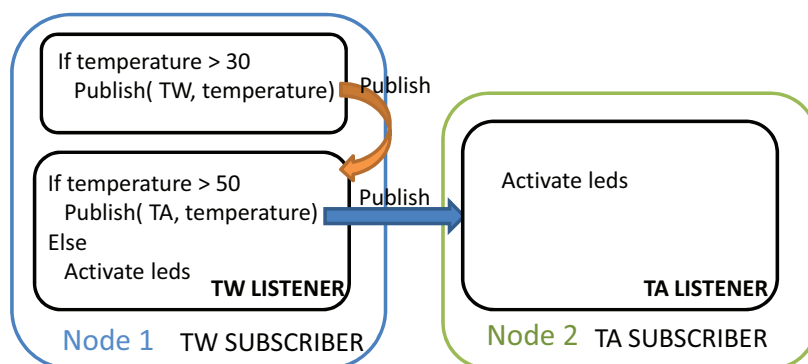 If temperature > 30
Publish( TW, temperature)
Publish
If temperature > 50
Publish( TA, temperature)
Else
Activate leds
TW LISTENER
Publish
Activate leds
TA LISTENER
Node 1 TW SUBSCRIBER
Node 2 TA SUBSCRIBER